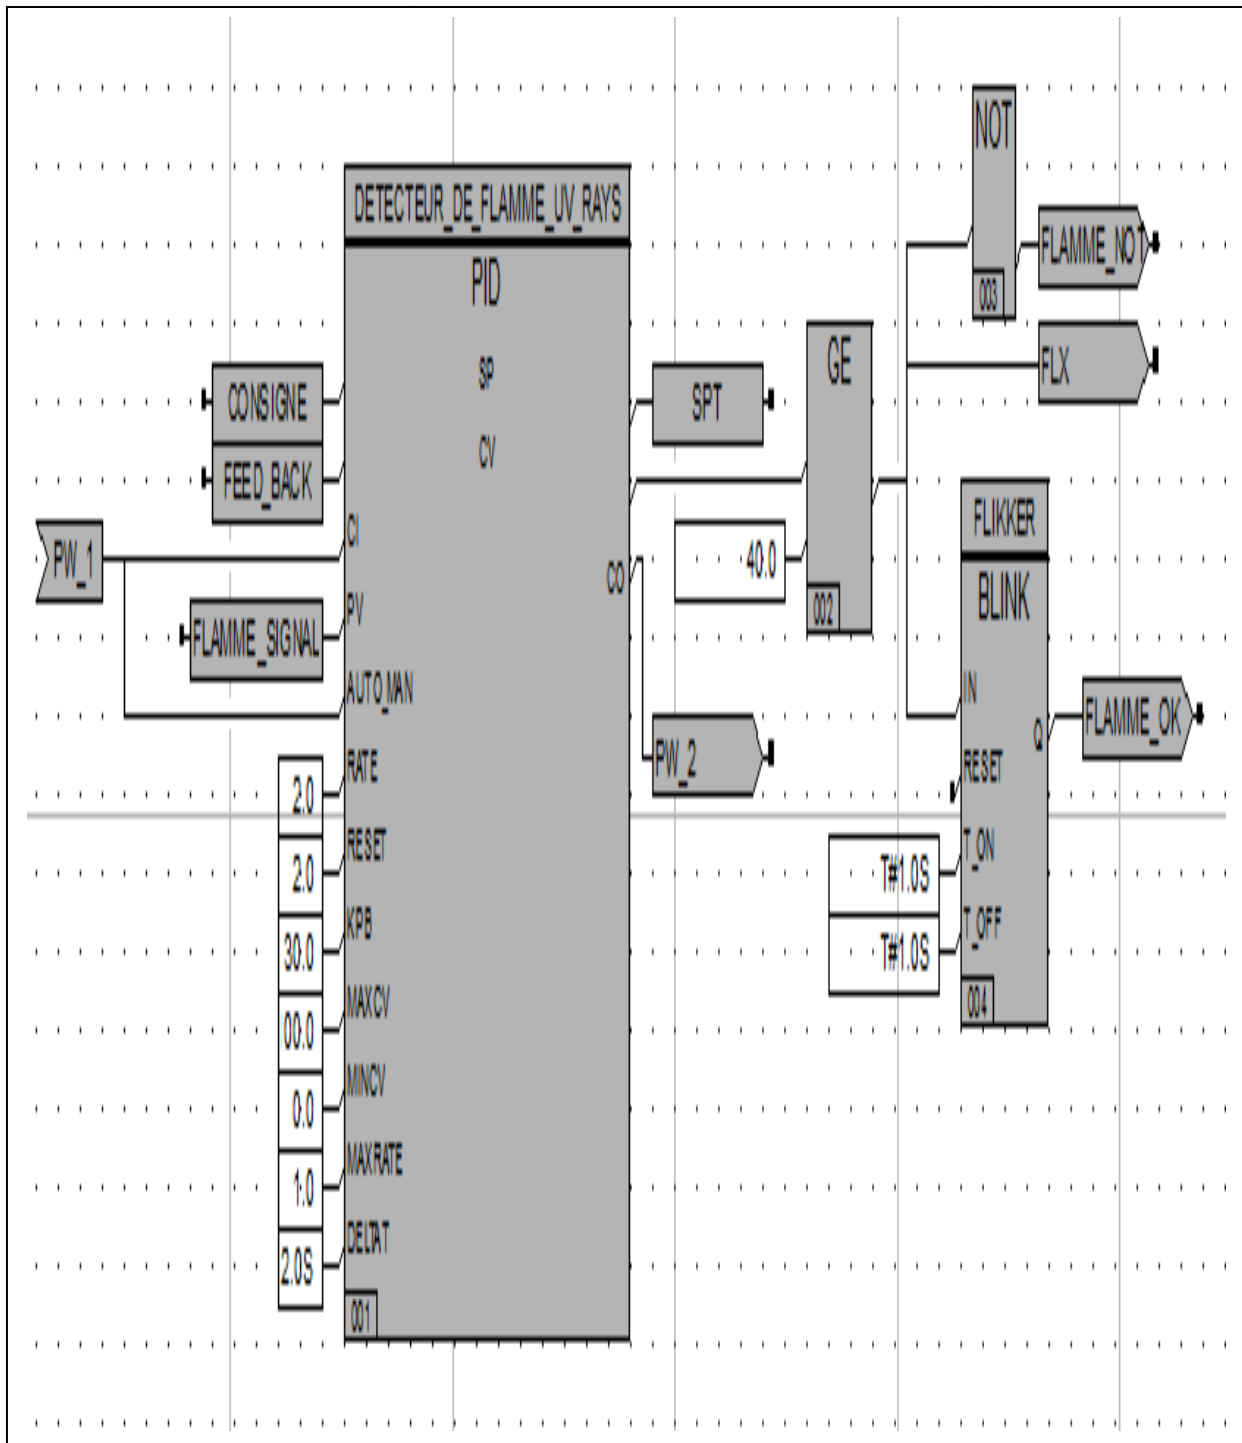 NOT
003
FLAMME_NOT
FLX
DETECTEUR_DE_FLAMME_UV_RAYS
PID
SP
CV
CONSIGNE
FEED_BACK
PW_1
FLAMME_SIGNAL
CI
PV
AUTO_MAN
RATE
RESET
KPB
MAXCV
MINCV
MAXRATE
DELTAT
CO
001
2.0
2.0
30.0
00.0
0.0
1.0
2.0S
SPT
PW_2
GE
40.0
002
FLIKKER
BLINK
IN
RESET
T_ON
T_OFF
Q
004
T#1.0S
T#1.0S
FLAMME_OK